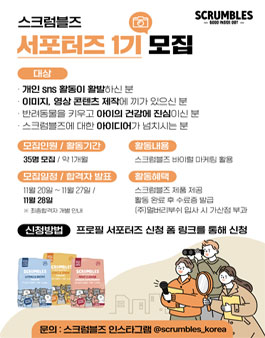 스크럼블즈
SCRUMBLES
GOOD INSIDE OUT
서포터즈 1기 모집
대상
· 개인 sns 활동이 활발하신 분
· 이미지, 영상 콘텐츠 제작에 끼가 있으신 분
· 반려동물을 키우고 아이의 건강에 진심이신 분
· 스크럼블즈에 대한 아이디어가 넘치시는 분
모집인원 / 활동기간
35명 모집 / 약 1개월
활동내용
스크럼블즈 바이럴 마케팅 활동
모집일정 / 합격자 발표
11월 20일 ~ 11월 27일 /
11월 28일
※ 최종합격자 개별 안내
활동혜택
스크럼블즈 제품 제공
활동 완료 후 수료증 발급
(주)알비리부쉬 입사 시 가산점 부과
신청방법 프로필 서포터즈 신청 폼 링크를 통해 신청
SCRUMBLES
SCRUMBLES
SCRUMBLES
문의 : 스크럼블즈 인스타그램 @scrumbles_korea